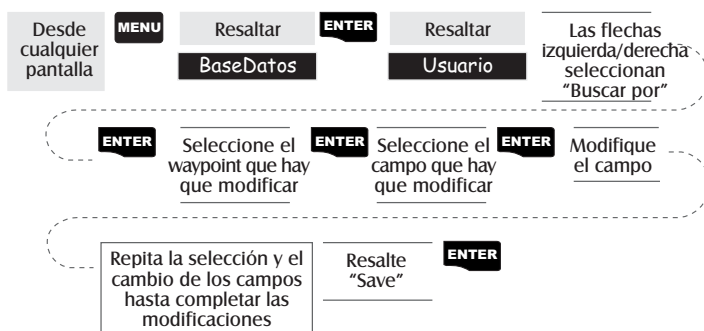 Desde
cualquier
pantalla
MENU
Resaltar
BaseDatos
ENTER
Resaltar
Usuario
Las flechas
izquierda/derecha
seleccionan
“Buscar por”
ENTER
Seleccione el
waypoint que hay
que modificar
ENTER
Seleccione el
campo que hay
que modificar
ENTER
Modifique
el campo
Repita la selección y el
cambio de los campos
hasta completar las
modificaciones
Resalte
“Save”
ENTER